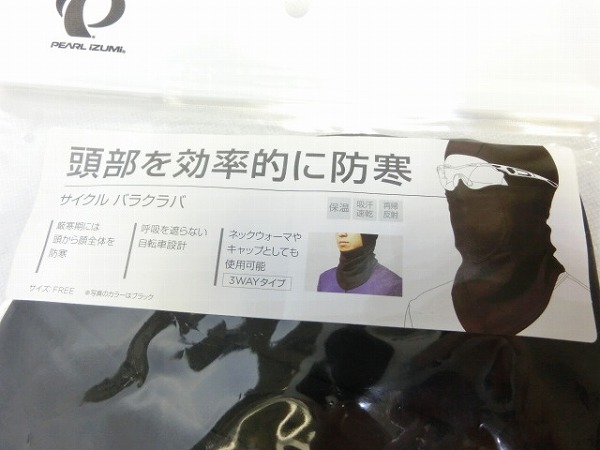 PEARL iZUMi
頭部を効率的に防寒
サイクル バラクラバ
保温
吸汗
速乾
再帰
反射
厳寒期には
頭から顔全体を
防寒
呼吸を遮らない
自転車設計
ネックウォーマや
キャップとしても
使用可能
3WAYタイプ
サイズ: FREE ※写真のカラーはブラック